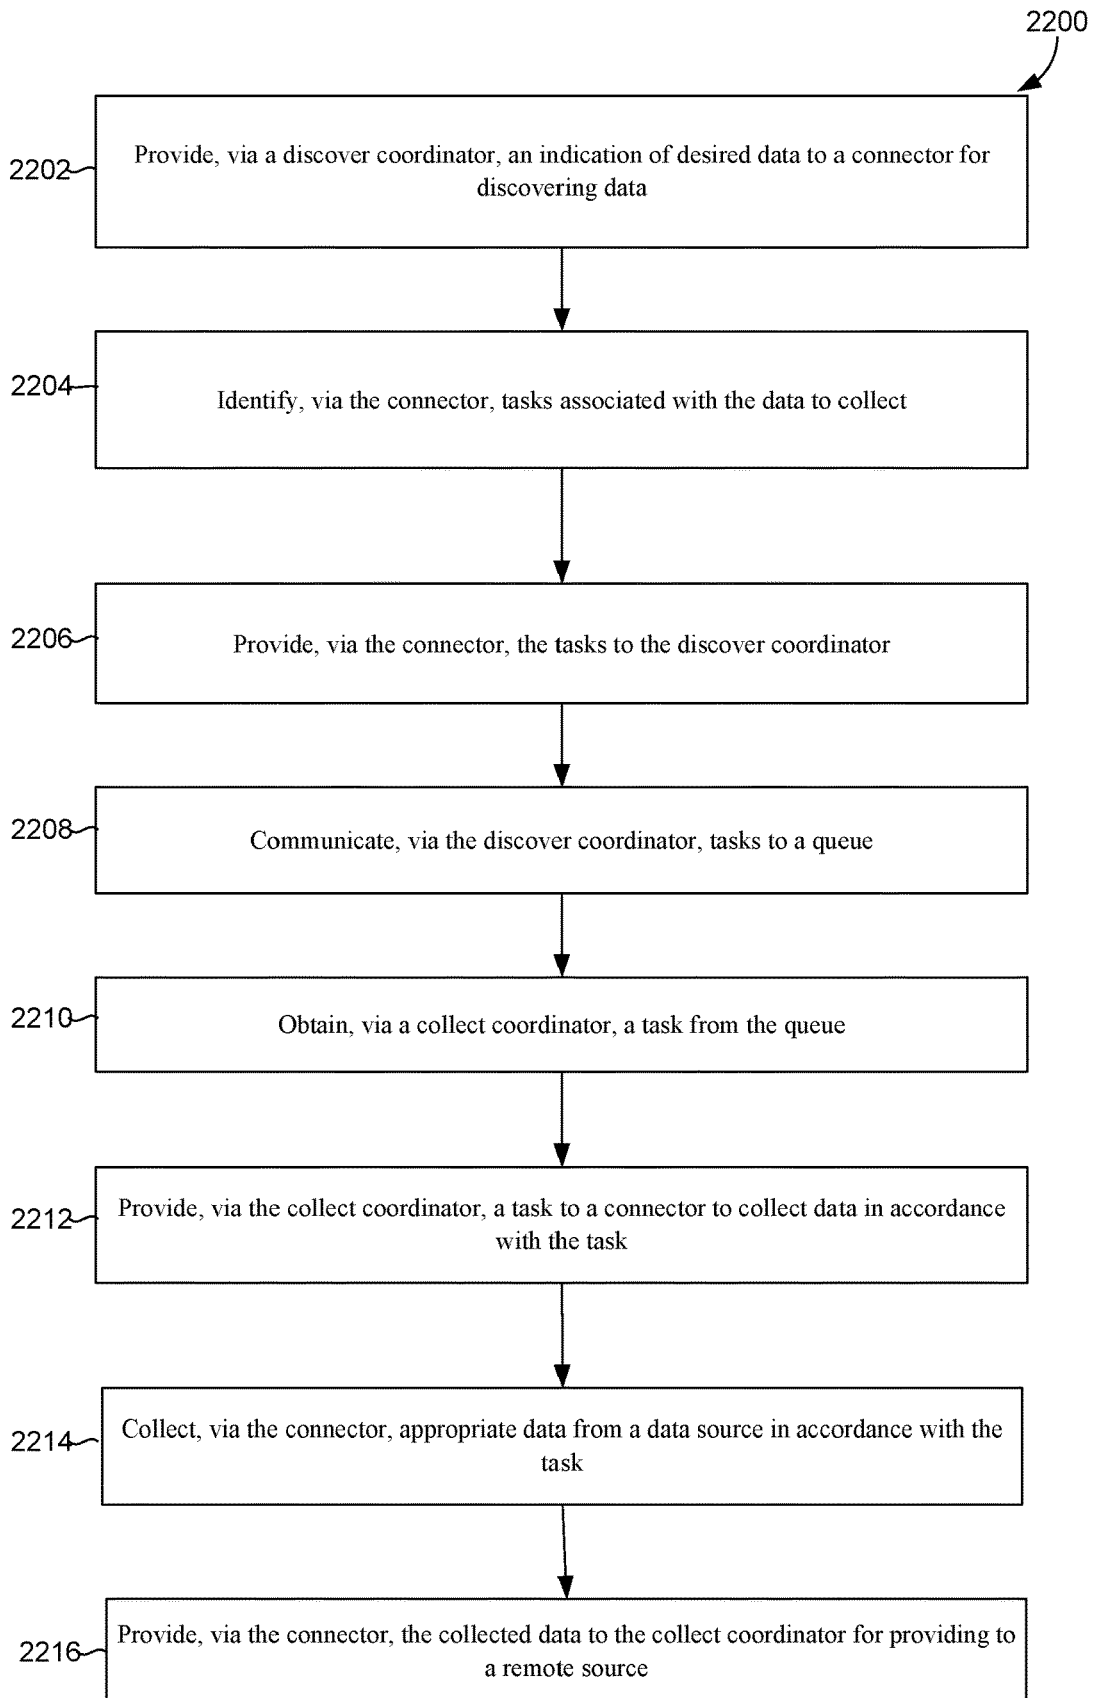 2200
2202
Provide, via a discover coordinator, an indication of desired data to a connector for
discovering data
2204
Identify, via the connector, tasks associated with the data to collect
2206
Provide, via the connector, the tasks to the discover coordinator
2208
Communicate, via the discover coordinator, tasks to a queue
2210
Obtain, via a collect coordinator, a task from the queue
2212
Provide, via the collect coordinator, a task to a connector to collect data in accordance
with the task
2214
Collect, via the connector, appropriate data from a data source in accordance with the
task
2216
Provide, via the connector, the collected data to the collect coordinator for providing to
a remote source